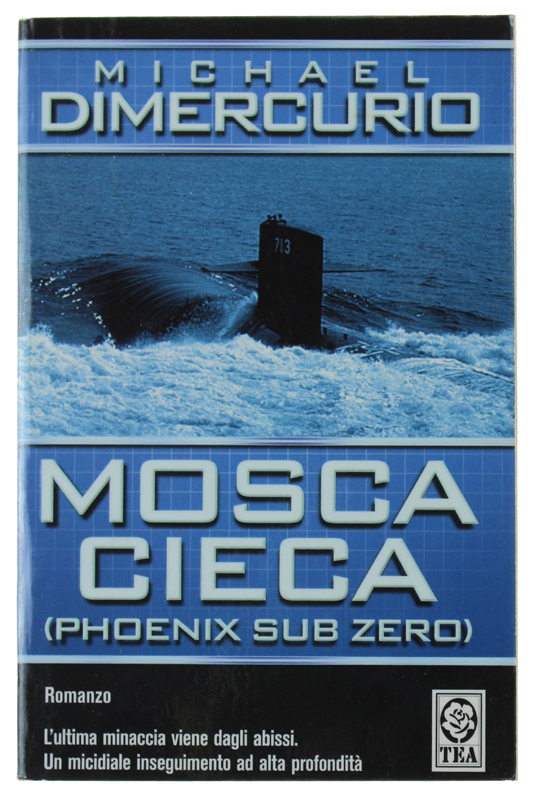 MICHAEL
DIMERCURIO
713
MOSCA
CIECA
(PHOENIX SUB ZERO)
Romanzo
L'ultima minaccia viene dagli abissi.
Un micidiale inseguimento ad alta profondità
TEA